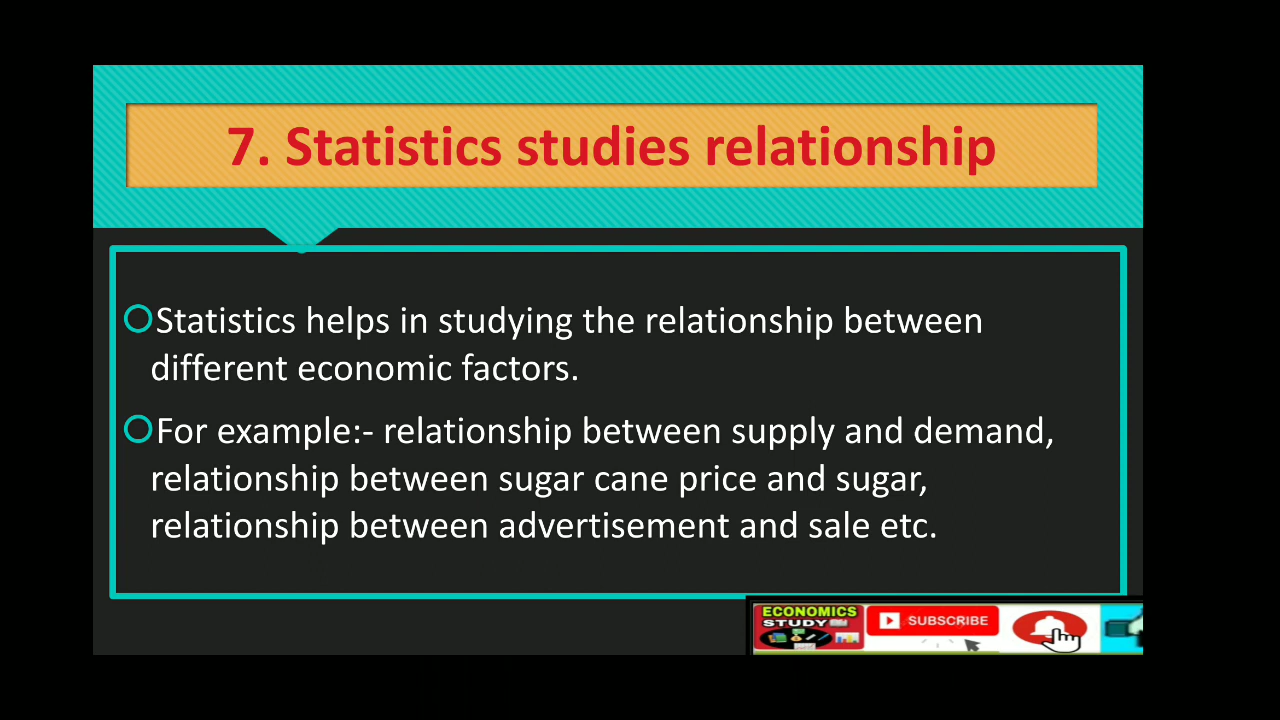 7. Statistics studies relationship
Statistics helps in studying the relationship between
different economic factors.
For example:- relationship between supply and demand,
relationship between sugar cane price and sugar,
relationship between advertisement and sale etc.
ECONOMICS
STUDY
SUBSCRIBE